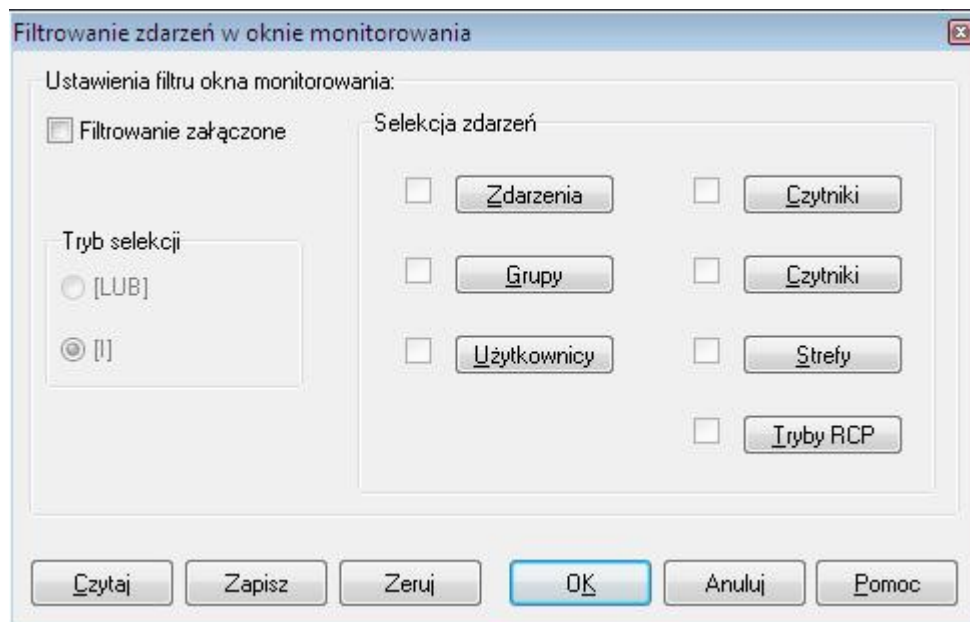 Filtrowanie zdarzeń w oknie monitorowania
Ustawienia filtru okna monitorowania:
Filtrowanie załączone
Selekcja zdarzeń
Zdarzenia
Czytniki
Tryb selekcji
[LUB]
Grupy
Czytniki
[I]
Użytkownicy
Strefy
Tryby RCP
Czytaj
Zapisz
Zeruj
OK
Anuluj
Pomoc